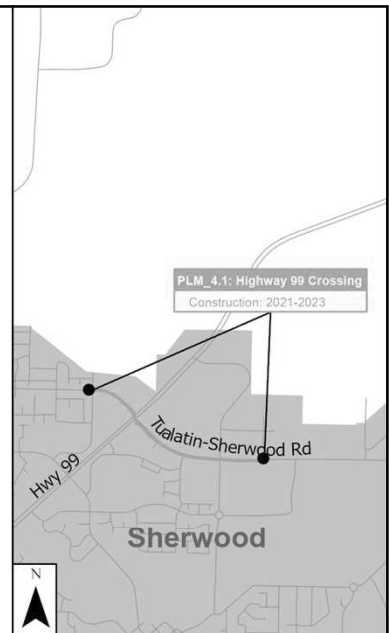 PLM_4.1: Highway 99 Crossing
Construction: 2021-2023
Tualatin-Sherwood Rd
Hwy 99
Sherwood
N